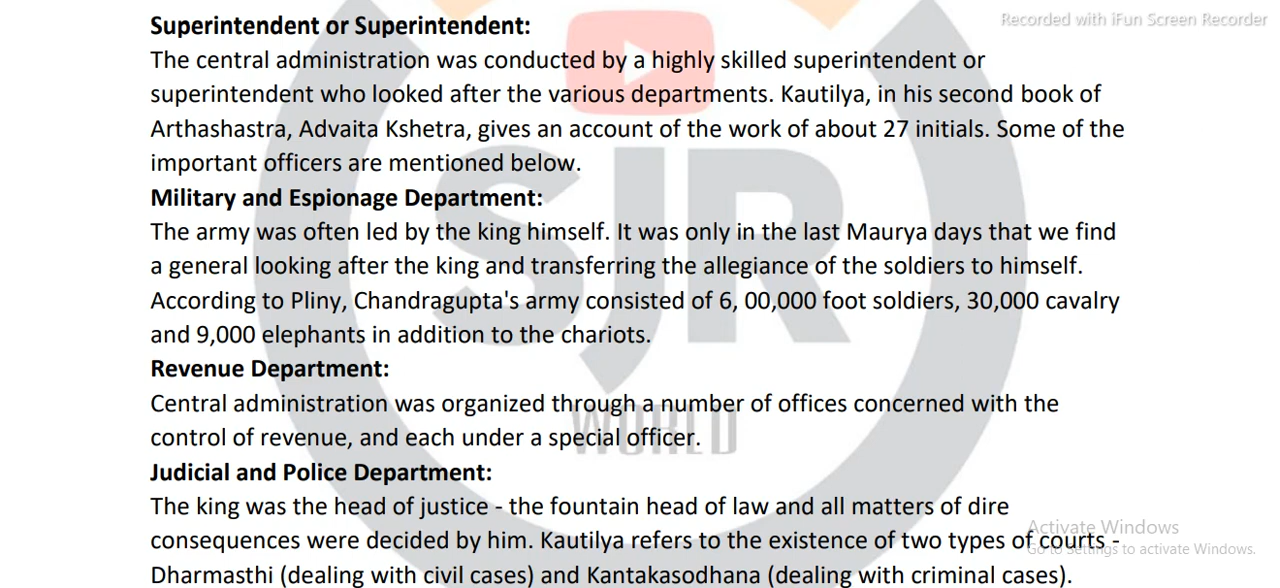 Recorded with iFun Screen Recorder
Superintendent or Superintendent:
The central administration was conducted by a highly skilled superintendent or
superintendent who looked after the various departments. Kautilya, in his second book of
Arthashastra, Advaita Kshetra, gives an account of the work of about 27 initials. Some of the
important officers are mentioned below.
Military and Espionage Department:
The army was often led by the king himself. It was only in the last Maurya days that we find
a general looking after the king and transferring the allegiance of the soldiers to himself.
According to Pliny, Chandragupta's army consisted of 6, 00,000 foot soldiers, 30,000 cavalry
and 9,000 elephants in addition to the chariots.
Revenue Department:
Central administration was organized through a number of offices concerned with the
control of revenue, and each under a special officer.
Judicial and Police Department:
The king was the head of justice - the fountain head of law and all matters of dire
consequences were decided by him. Kautilya refers to the existence of two types of courts -
Dharmasthi (dealing with civil cases) and Kantakasodhana (dealing with criminal cases).
SJR
WORLD
Activate Windows
Go to Settings to activate Windows.